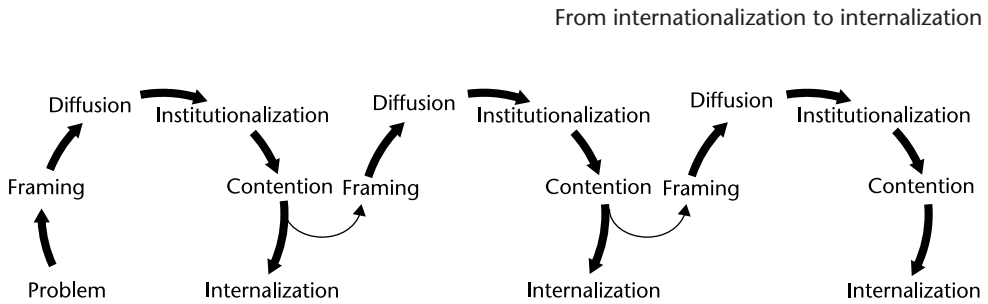 From internationalization to internalization
Diffusion
Institutionalization
Diffusion
Institutionalization
Diffusion
Institutionalization
Framing
Contention
Framing
Contention
Framing
Contention
Problem
Internalization
Internalization
Internalization